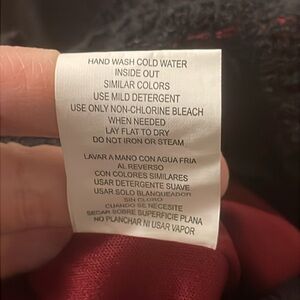 HAND WASH COLD WATER
INSIDE OUT
SIMILAR COLORS
USE MILD DETERGENT
USE ONLY NON-CHLORINE BLEACH
WHEN NEEDED
LAY FLAT TO DRY
DO NOT IRON OR STEAM
LAVAR A MANO CON AGUA FRIA
AL REVERSO
CON COLORES SIMILARES
USAR DETERGENTE SUAVE
USAR SOLO BLANQUEADOR
SIN CLORO
CUANDO SE NECESITE
SECAR SOBRE SUPERFICIE PLANA
NO PLANCHAR NI USAR VAPOR